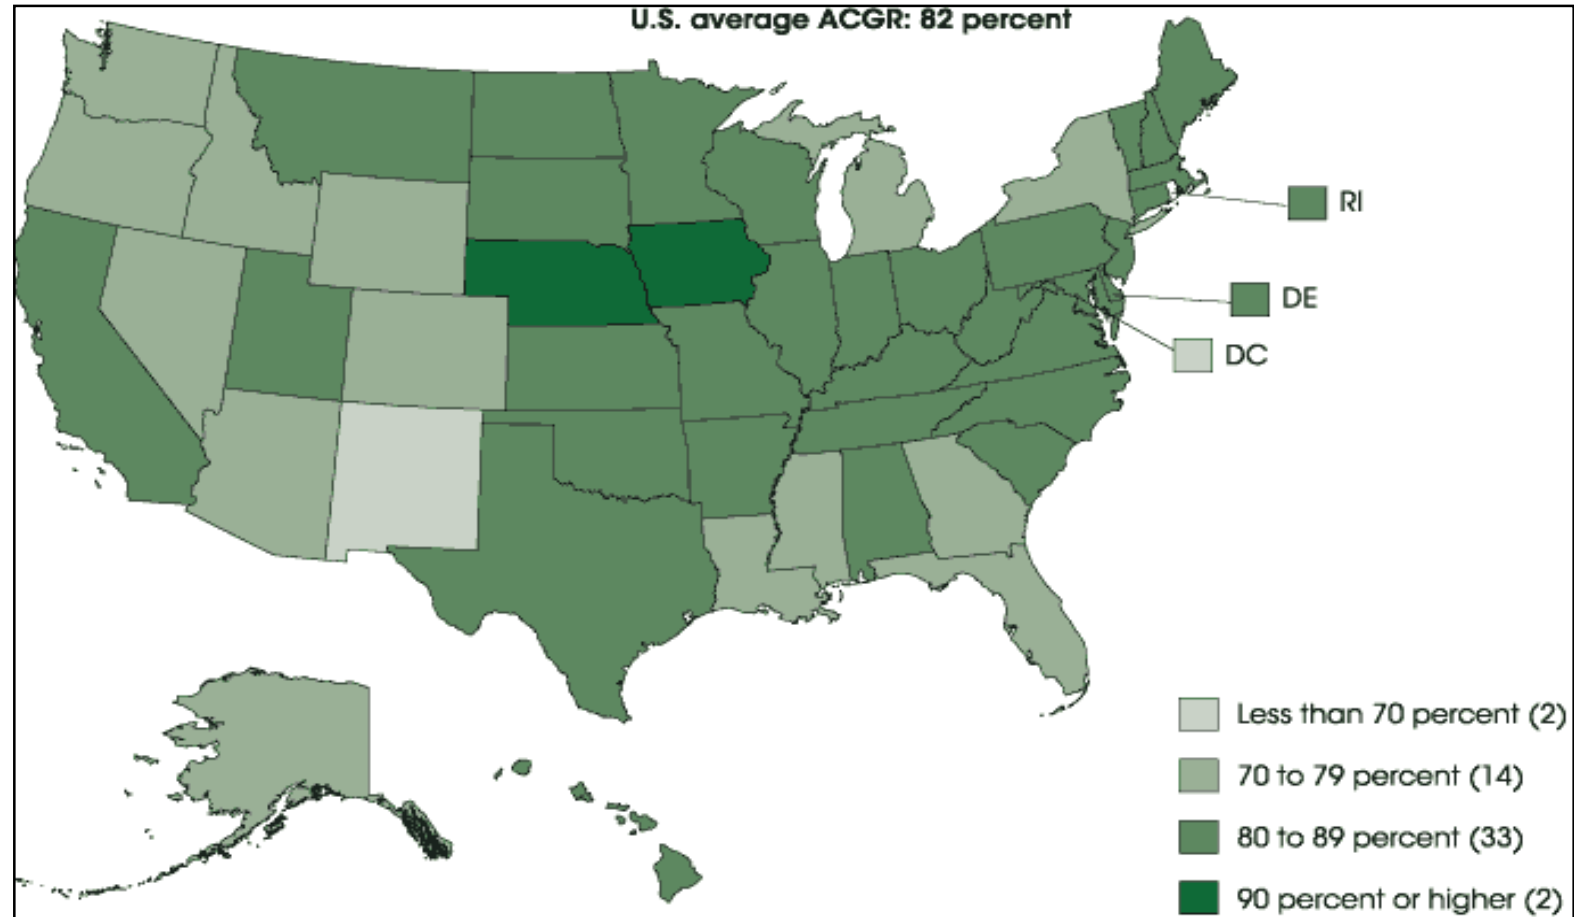 U.S. average ACGR: 82 percent
RI
DE
DC
Less than 70 percent (2)
70 to 79 percent (14)
80 to 89 percent (33)
90 percent or higher (2)